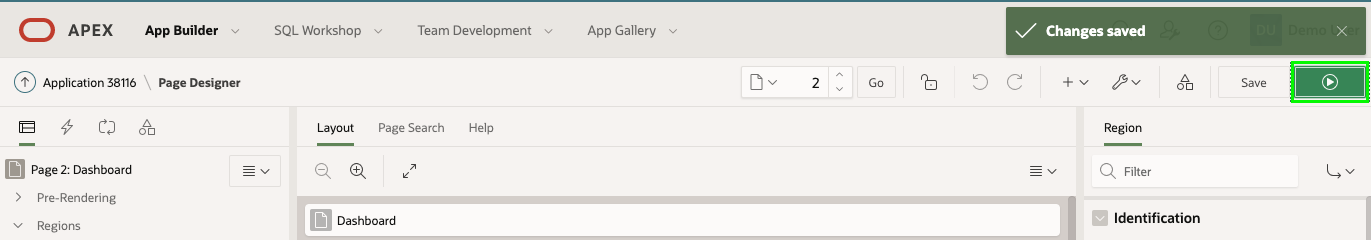 APEX App Builder SQL Workshop Team Development App Gallery Changes saved
Application 38116 \ Page Designer 2 Go Save
Layout Page Search Help Region
Page 2: Dashboard Filter
Pre-Rendering
Regions Dashboard Identification